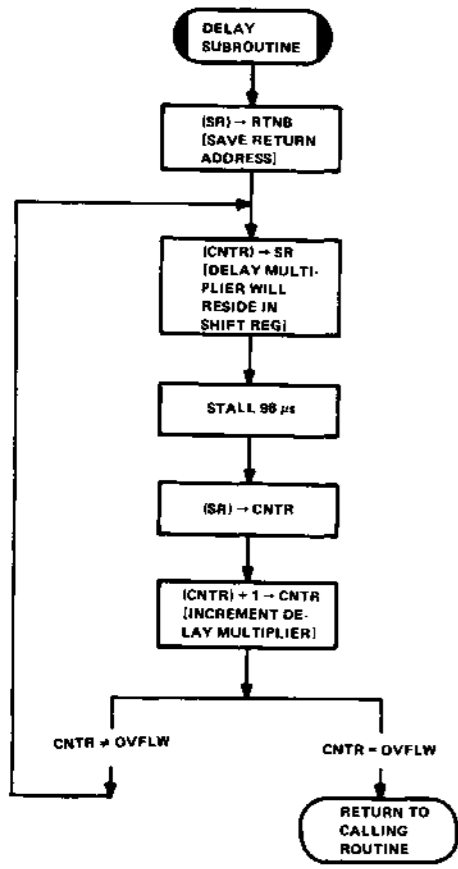 DELAY
SUBROUTINE
(SR) → RTNB
[SAVE RETURN
ADDRESS]
(CNTR) → SR
[DELAY MULTI-
PLIER WILL
RESIDE IN
SHIFT REG]
STALL 98 µs
(SR) → CNTR
(CNTR) + 1 → CNTR
[INCREMENT DE-
LAY MULTIPLIER]
CNTR ≠ OVFLW
CNTR = OVFLW
RETURN TO
CALLING
ROUTINE